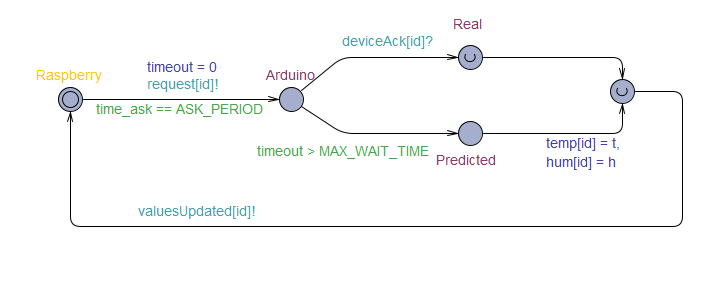 Real
deviceAck[id]?
timeout = 0
Raspberry
Arduino
request[id]!
C
C
time_ask == ASK_PERIOD
timeout > MAX_WAIT_TIME
Predicted
temp[id] = t,
hum[id] = h
valuesUpdated[id]!